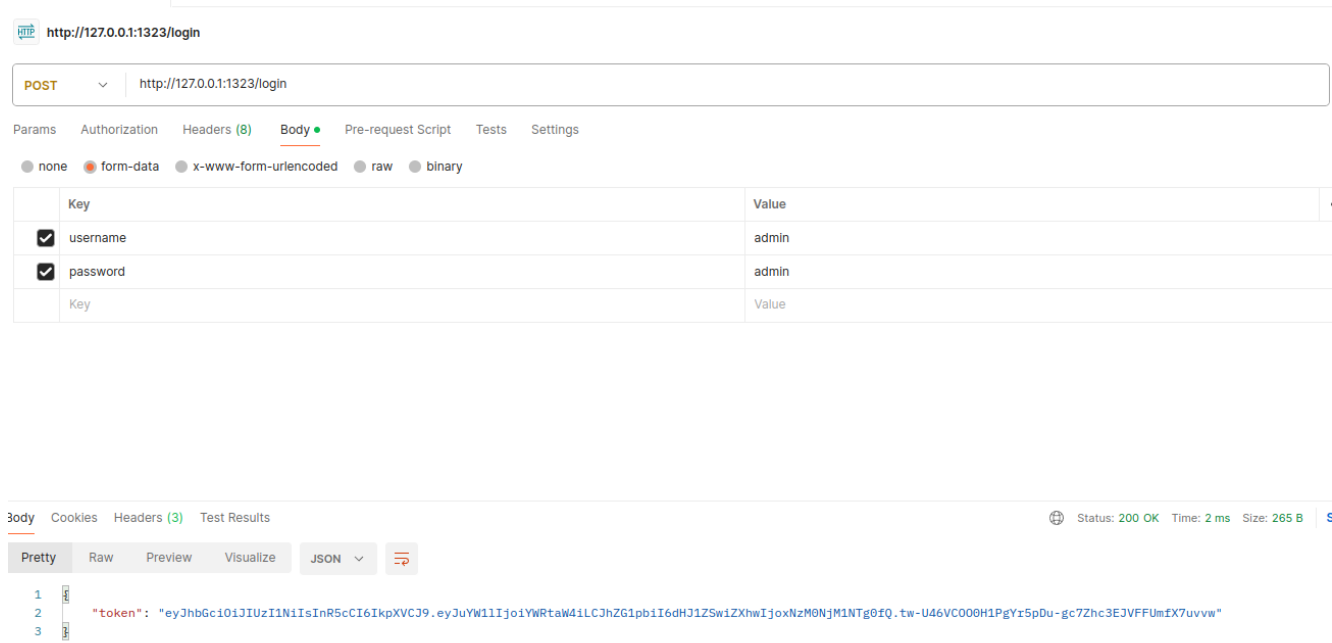 HTTP http://127.0.0.1:1323/login
POST http://127.0.0.1:1323/login
Params Authorization Headers (8) Body Pre-request Script Tests Settings
none form-data x-www-form-urlencoded raw binary
Key Value
username admin
password admin
Key Value
Body Cookies Headers (3) Test Results Status: 200 OK Time: 2 ms Size: 265 B S
Pretty Raw Preview Visualize JSON
1 {
2 "token": "eyJhbGciOiJIUzI1NiIsInR5cCI6IkpXVCJ9.eyJuYW1lIjoiYWRtaW4iLCJhZG1pbiI6dHJ1ZSwiZXhwIjoxNzM0NjM1NTg0fQ.tw-U46VCOO0H1PgYr5pDu-gc7Zhc3EJVFFUmfX7uvvw"
3 }